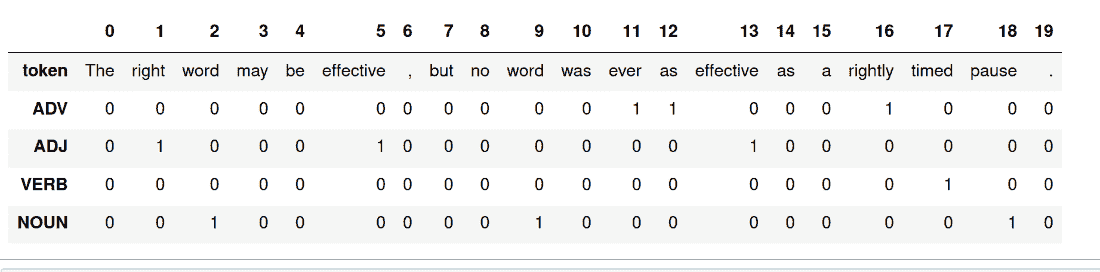 0 1 2 3 4 5 6 7 8 9 10 11 12 13 14 15 16 17 18 19
token The right word may be effective , but no word was ever as effective as a rightly timed pause .
ADV 0 0 0 0 0 0 0 0 0 0 0 1 1 0 0 0 1 0 0 0
ADJ 0 1 0 0 0 1 0 0 0 0 0 0 0 1 0 0 0 0 0 0
VERB 0 0 0 0 0 0 0 0 0 0 0 0 0 0 0 0 0 1 0 0
NOUN 0 0 1 0 0 0 0 0 0 1 0 0 0 0 0 0 0 0 1 0